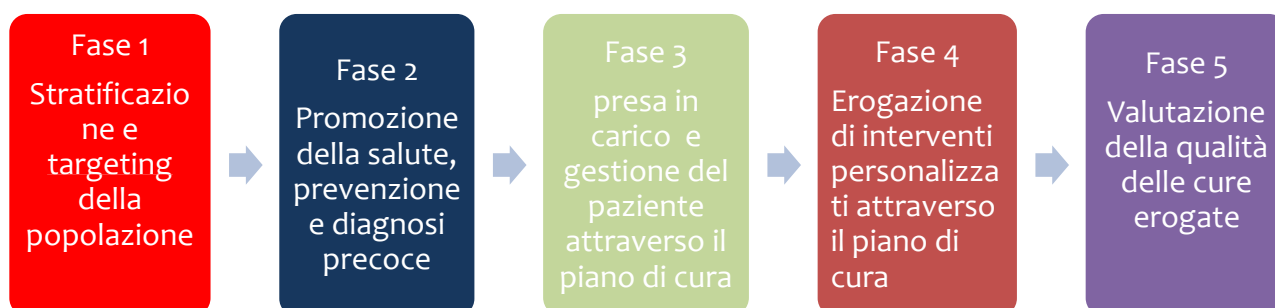 Fase 1
Stratificazio
ne e
targeting
della
popolazione
Fase 2
Promozione
della salute,
prevenzione
e diagnosi
precoce
Fase 3
presa in
carico e
gestione del
paziente
attraverso il
piano di cura
Fase 4
Erogazione
di interventi
personalizza
ti attraverso
il piano di
cura
Fase 5
Valutazione
della qualità
delle cure
erogate